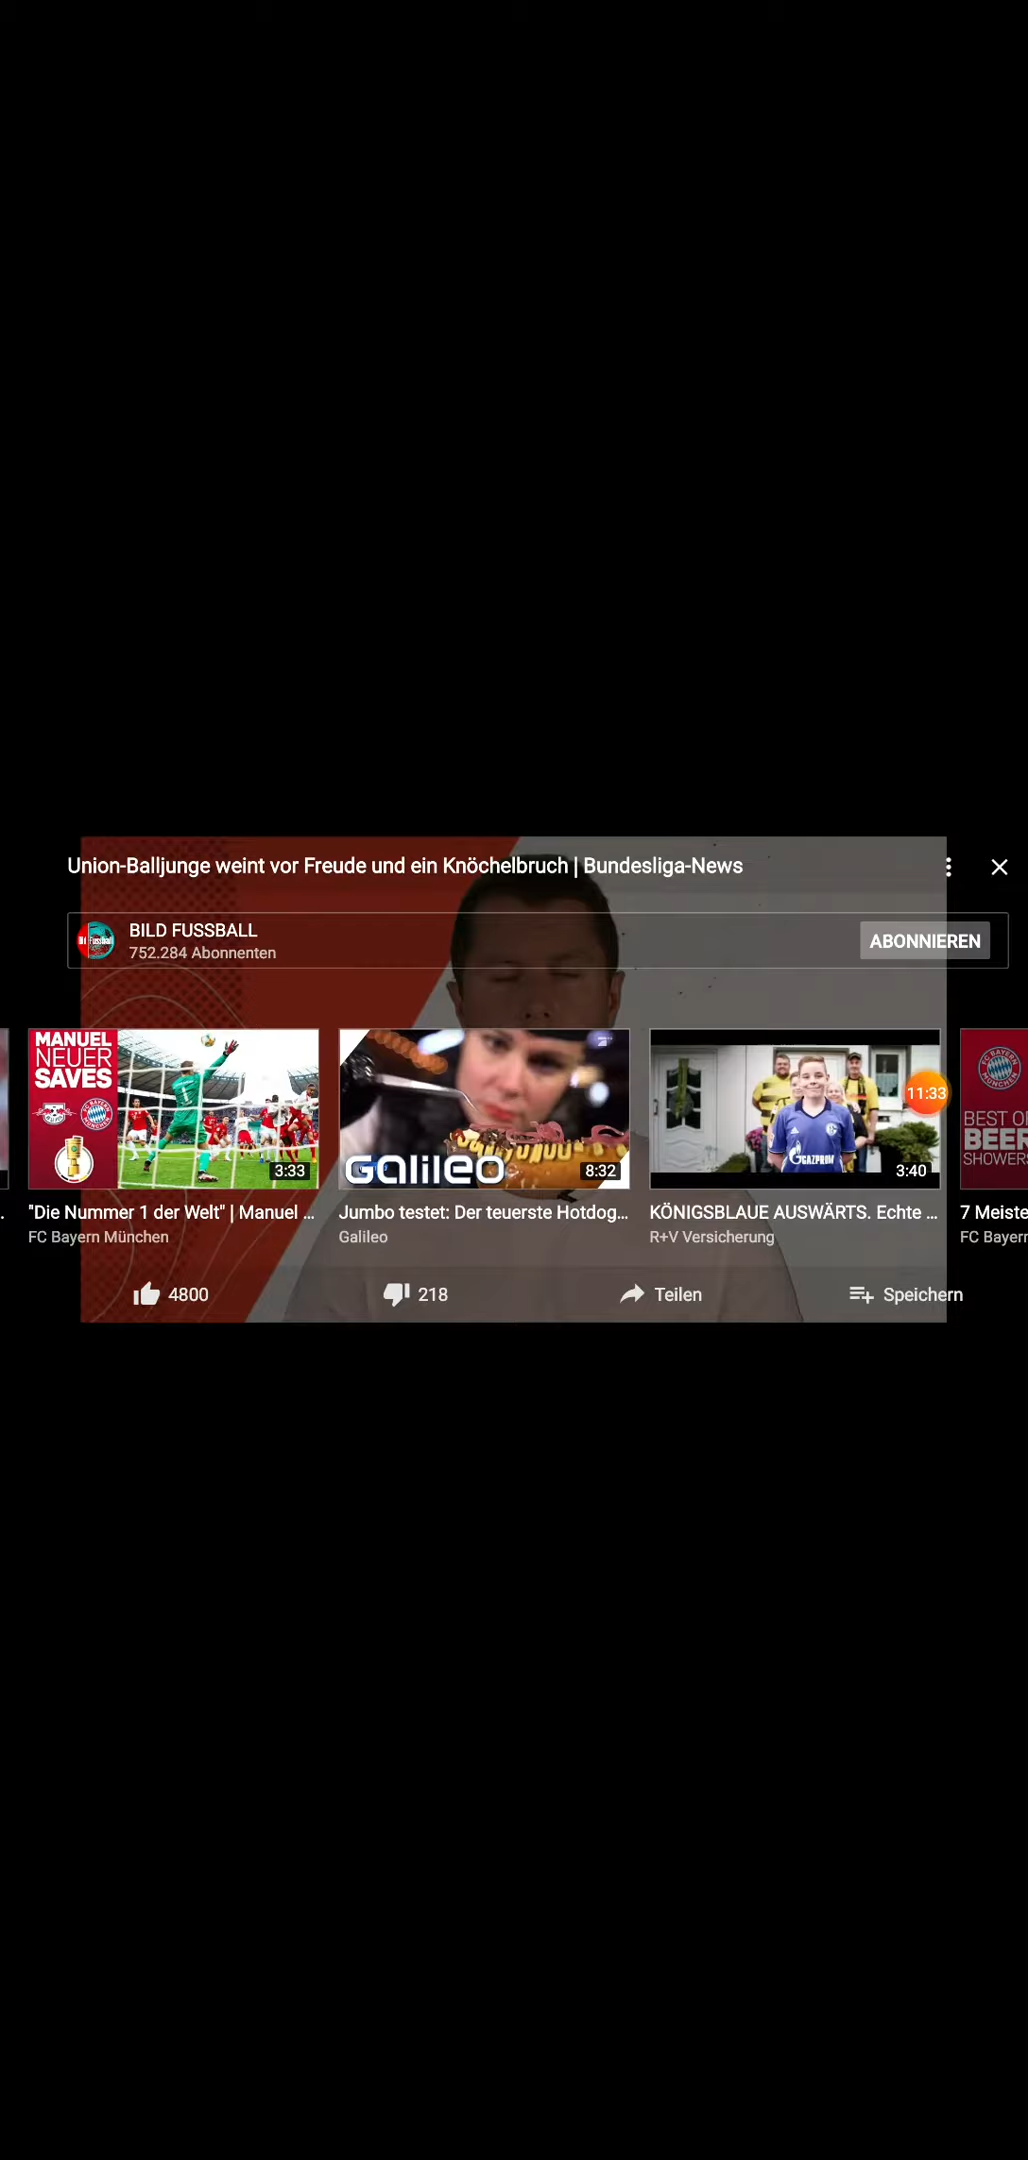 Union-Balljunge weint vor Freude und ein Knöchelbruch | Bundesliga-News
BILD FUSSBALL
752.284 Abonnenten
ABONNIEREN
MANUEL
NEUER
SAVES
3:33
GALILEO
8:32
GAZPROM
3:40
11:33
BEST OF
BEER
SHOWERS
"Die Nummer 1 der Welt" | Manuel ...
FC Bayern München
Jumbo testet: Der teuerste Hotdog...
Galileo
KÖNIGSBLAUE AUSWÄRTS. Echte ...
R+V Versicherung
7 Meiste
FC Bayern
4800
218
Teilen
Speichern